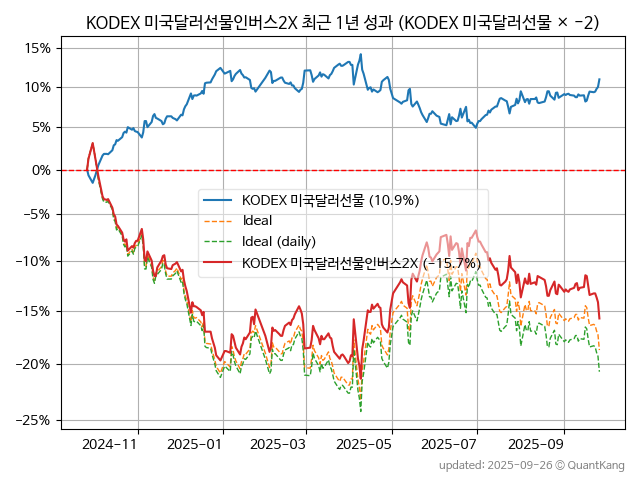 KODEX 미국달러선물인버스2X 최근 1년 성과 (KODEX 미국달러선물 × −2)
15%
10%
5%
0%
−5%
−10%
−15%
−20%
−25%
KODEX 미국달러선물 (10.9%)
Ideal
Ideal (daily)
KODEX 미국달러선물인버스2X (−15.7%)
2024-11
2025-01
2025-03
2025-05
2025-07
2025-09
updated: 2025-09-26 © QuantKang